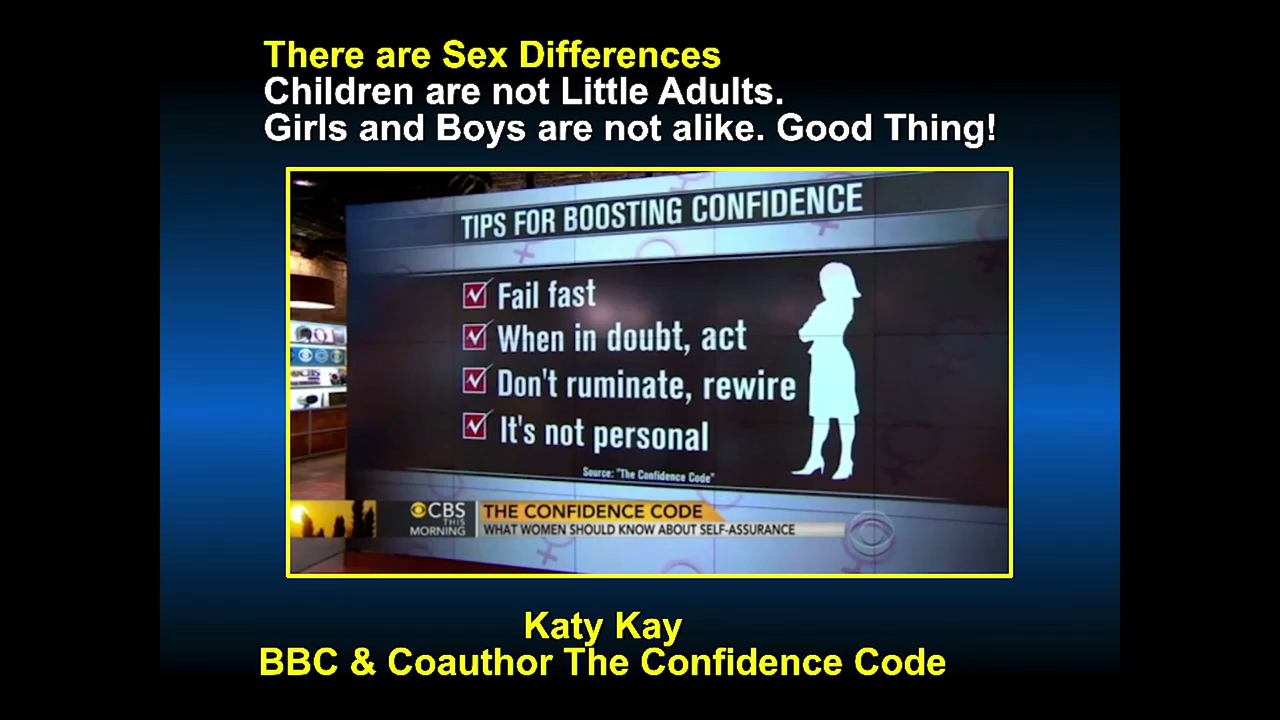 There are Sex Differences
Children are not Little Adults.
Girls and Boys are not alike. Good Thing!
TIPS FOR BOOSTING CONFIDENCE
Fail fast
When in doubt, act
Don't ruminate, rewire
It's not personal
Source: "The Confidence Code"
CBS THIS MORNING
THE CONFIDENCE CODE
WHAT WOMEN SHOULD KNOW ABOUT SELF-ASSURANCE
Katy Kay
BBC & Coauthor The Confidence Code